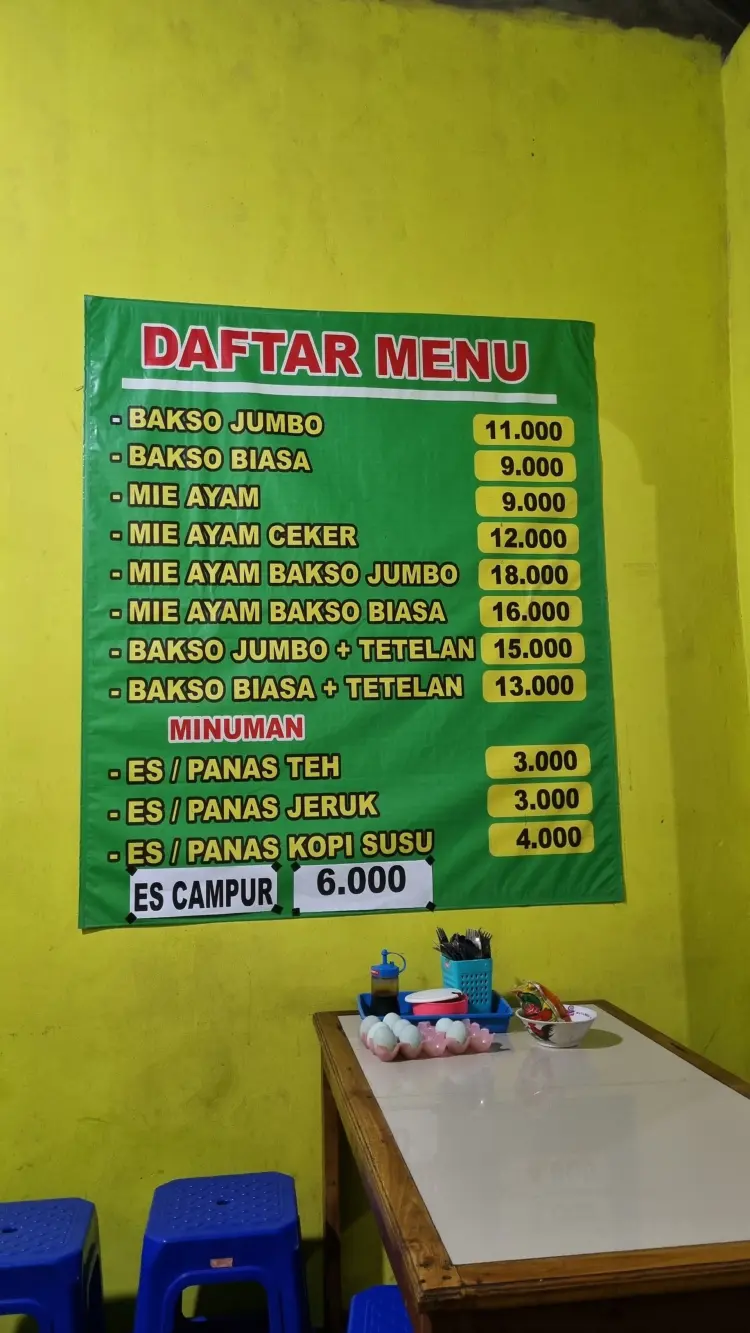 DAFTAR MENU
- BAKSO JUMBO 11.000
- BAKSO BIASA 9.000
- MIE AYAM 9.000
- MIE AYAM CEKER 12.000
- MIE AYAM BAKSO JUMBO 18.000
- MIE AYAM BAKSO BIASA 16.000
- BAKSO JUMBO + TETELAN 15.000
- BAKSO BIASA + TETELAN 13.000
MINUMAN
- ES / PANAS TEH 3.000
- ES / PANAS JERUK 3.000
- ES / PANAS KOPI SUSU 4.000
ES CAMPUR 6.000